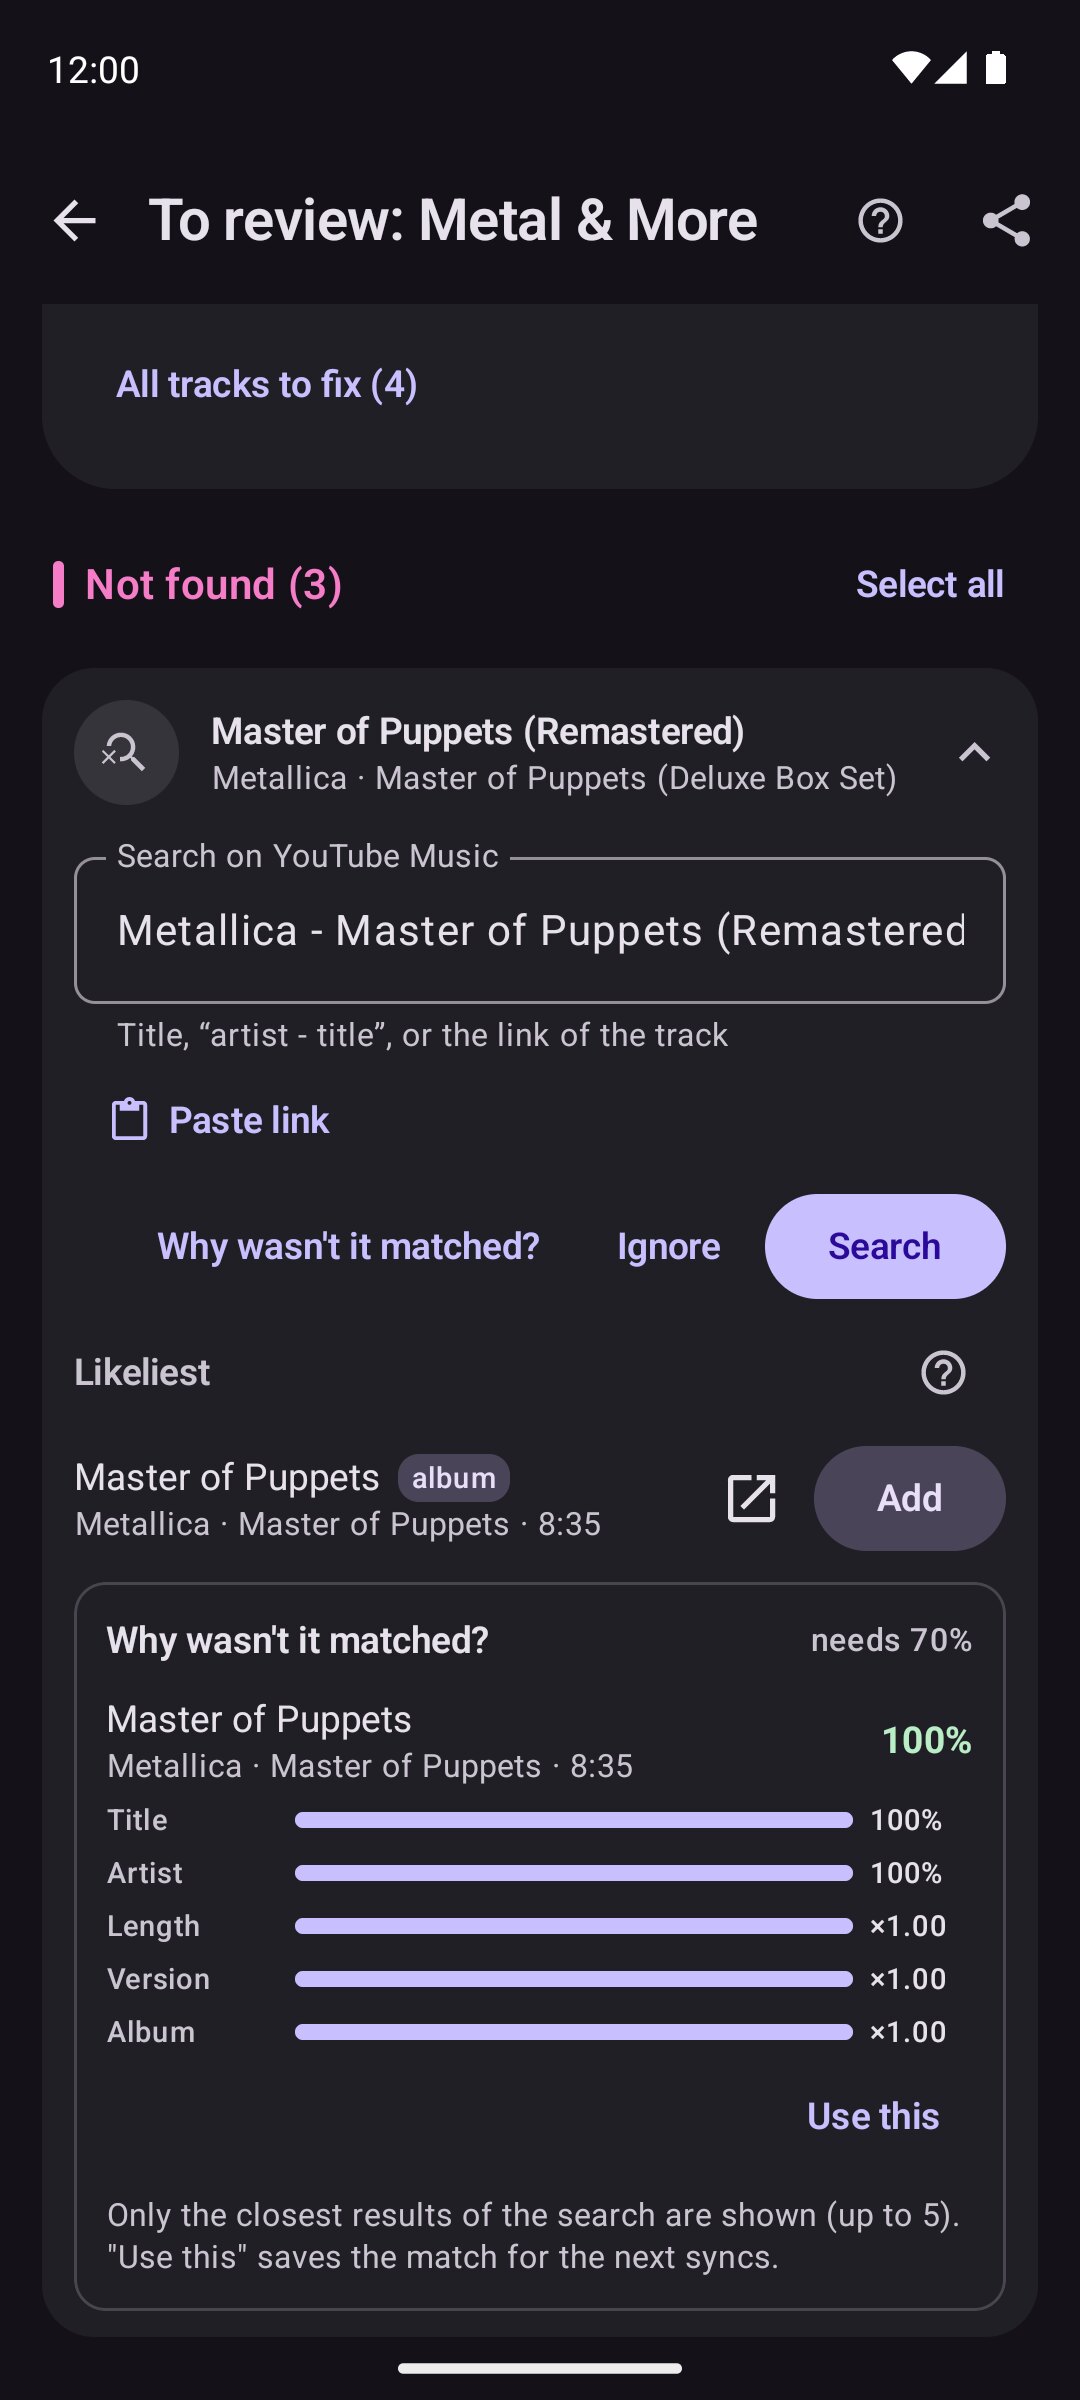 12:00
To review: Metal & More
All tracks to fix (4)
Not found (3)
Select all
Master of Puppets (Remastered)
Metallica · Master of Puppets (Deluxe Box Set)
Search on YouTube Music
Metallica - Master of Puppets (Remastered
Title, “artist - title”, or the link of the track
Paste link
Why wasn't it matched?
Ignore
Search
Likeliest
Master of Puppets album
Metallica · Master of Puppets · 8:35
Add
Why wasn't it matched?
needs 70%
Master of Puppets
Metallica · Master of Puppets · 8:35
100%
Title 100%
Artist 100%
Length ×1.00
Version ×1.00
Album ×1.00
Use this
Only the closest results of the search are shown (up to 5).
"Use this" saves the match for the next syncs.